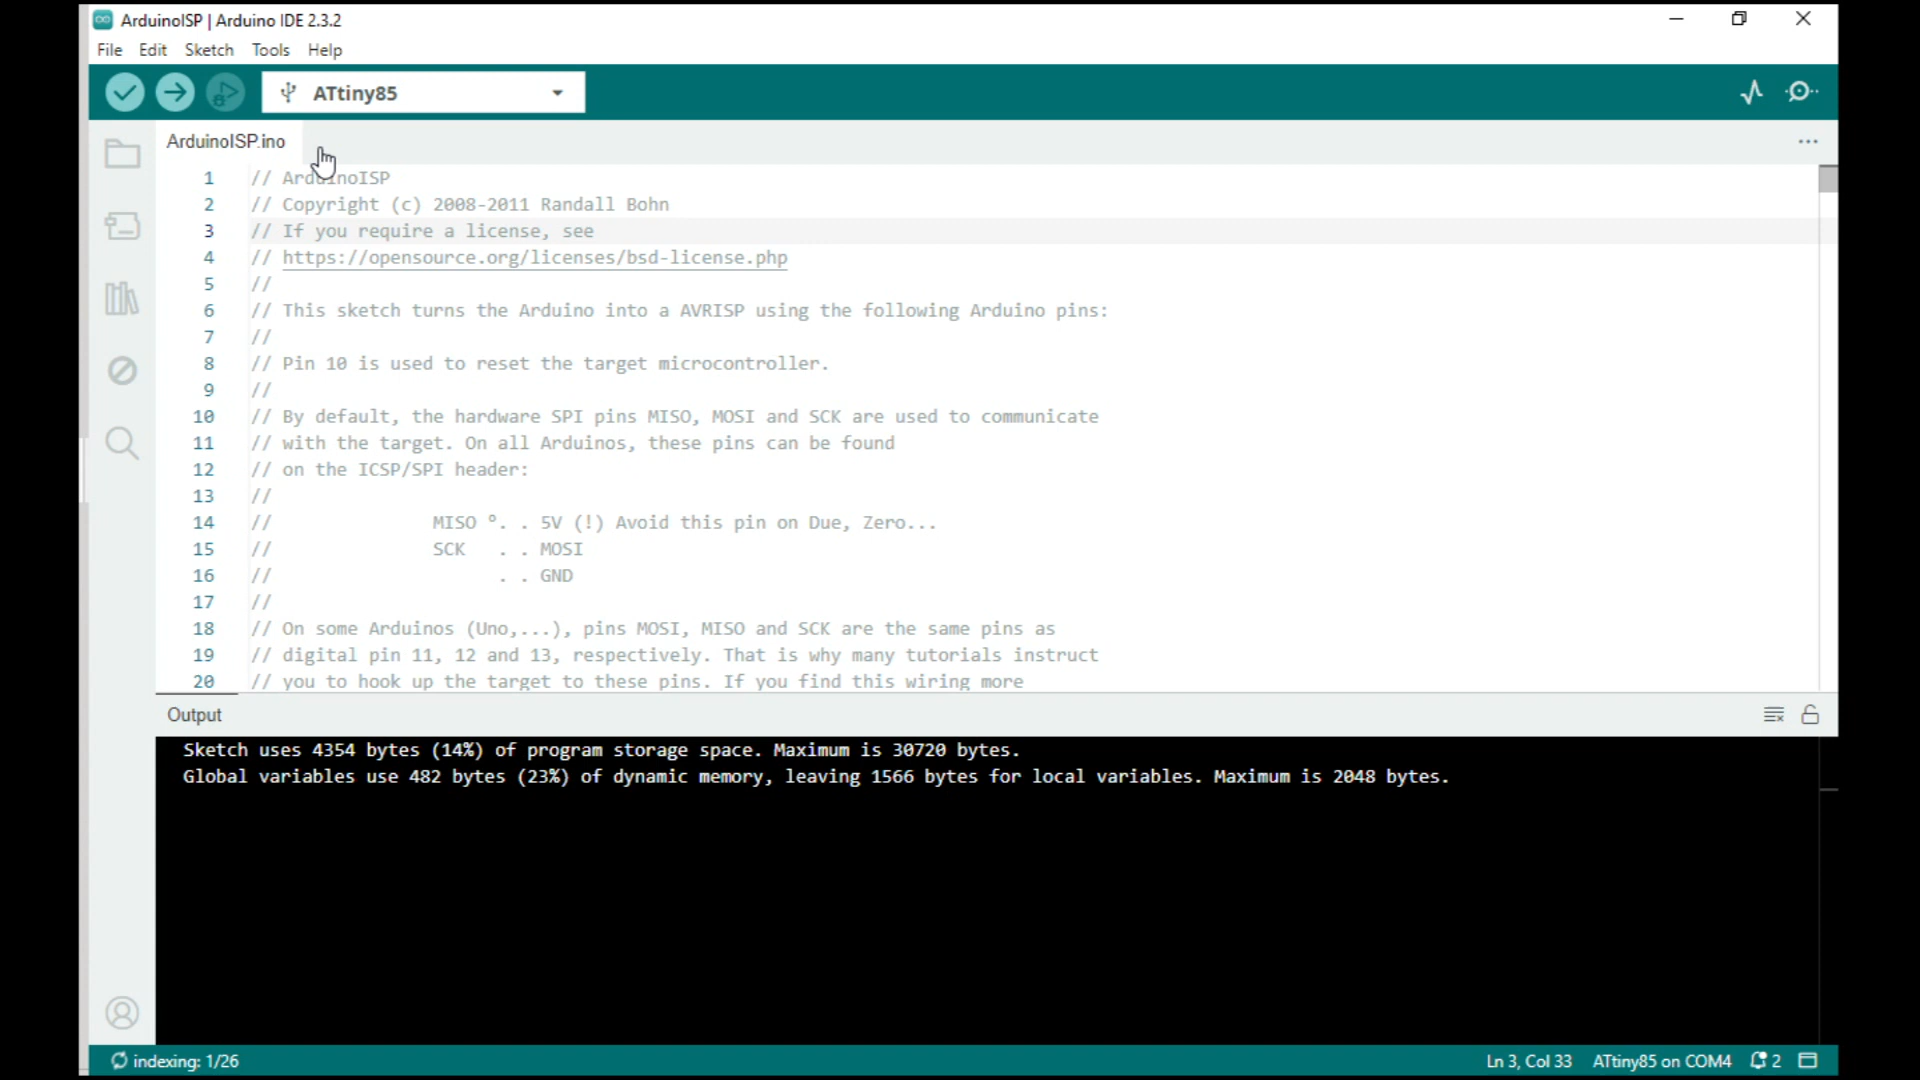 ArduinoISP | Arduino IDE 2.3.2
File Edit Sketch Tools Help
ATtiny85
ArduinoISP.ino
1 // ArduinoISP
2 // Copyright (c) 2008-2011 Randall Bohn
3 // If you require a license, see
4 // https://opensource.org/licenses/bsd-license.php
5 //
6 // This sketch turns the Arduino into a AVRISP using the following Arduino pins:
7 //
8 // Pin 10 is used to reset the target microcontroller.
9 //
10 // By default, the hardware SPI pins MISO, MOSI and SCK are used to communicate
11 // with the target. On all Arduinos, these pins can be found
12 // on the ICSP/SPI header:
13 //
14 // MISO °. . 5V (!) Avoid this pin on Due, Zero...
15 // SCK . . MOSI
16 // . . GND
17 //
18 // On some Arduinos (Uno,...), pins MOSI, MISO and SCK are the same pins as
19 // digital pin 11, 12 and 13, respectively. That is why many tutorials instruct
20 // you to hook up the target to these pins. If you find this wiring more
Output
Sketch uses 4354 bytes (14%) of program storage space. Maximum is 30720 bytes.
Global variables use 482 bytes (23%) of dynamic memory, leaving 1566 bytes for local variables. Maximum is 2048 bytes.
indexing: 1/26
Ln 3, Col 33 ATtiny85 on COM4 2